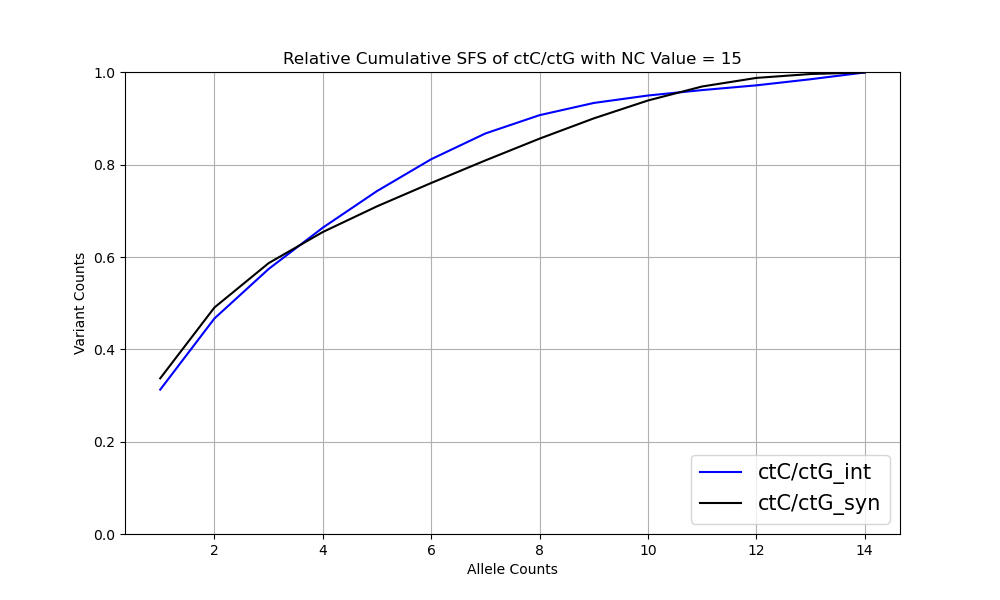 Relative Cumulative SFS of ctC/ctG with NC Value = 15
1.0
0.8
0.6
0.4
0.2
0.0
Variant Counts
ctC/ctG_int
ctC/ctG_syn
2 4 6 8 10 12 14
Allele Counts